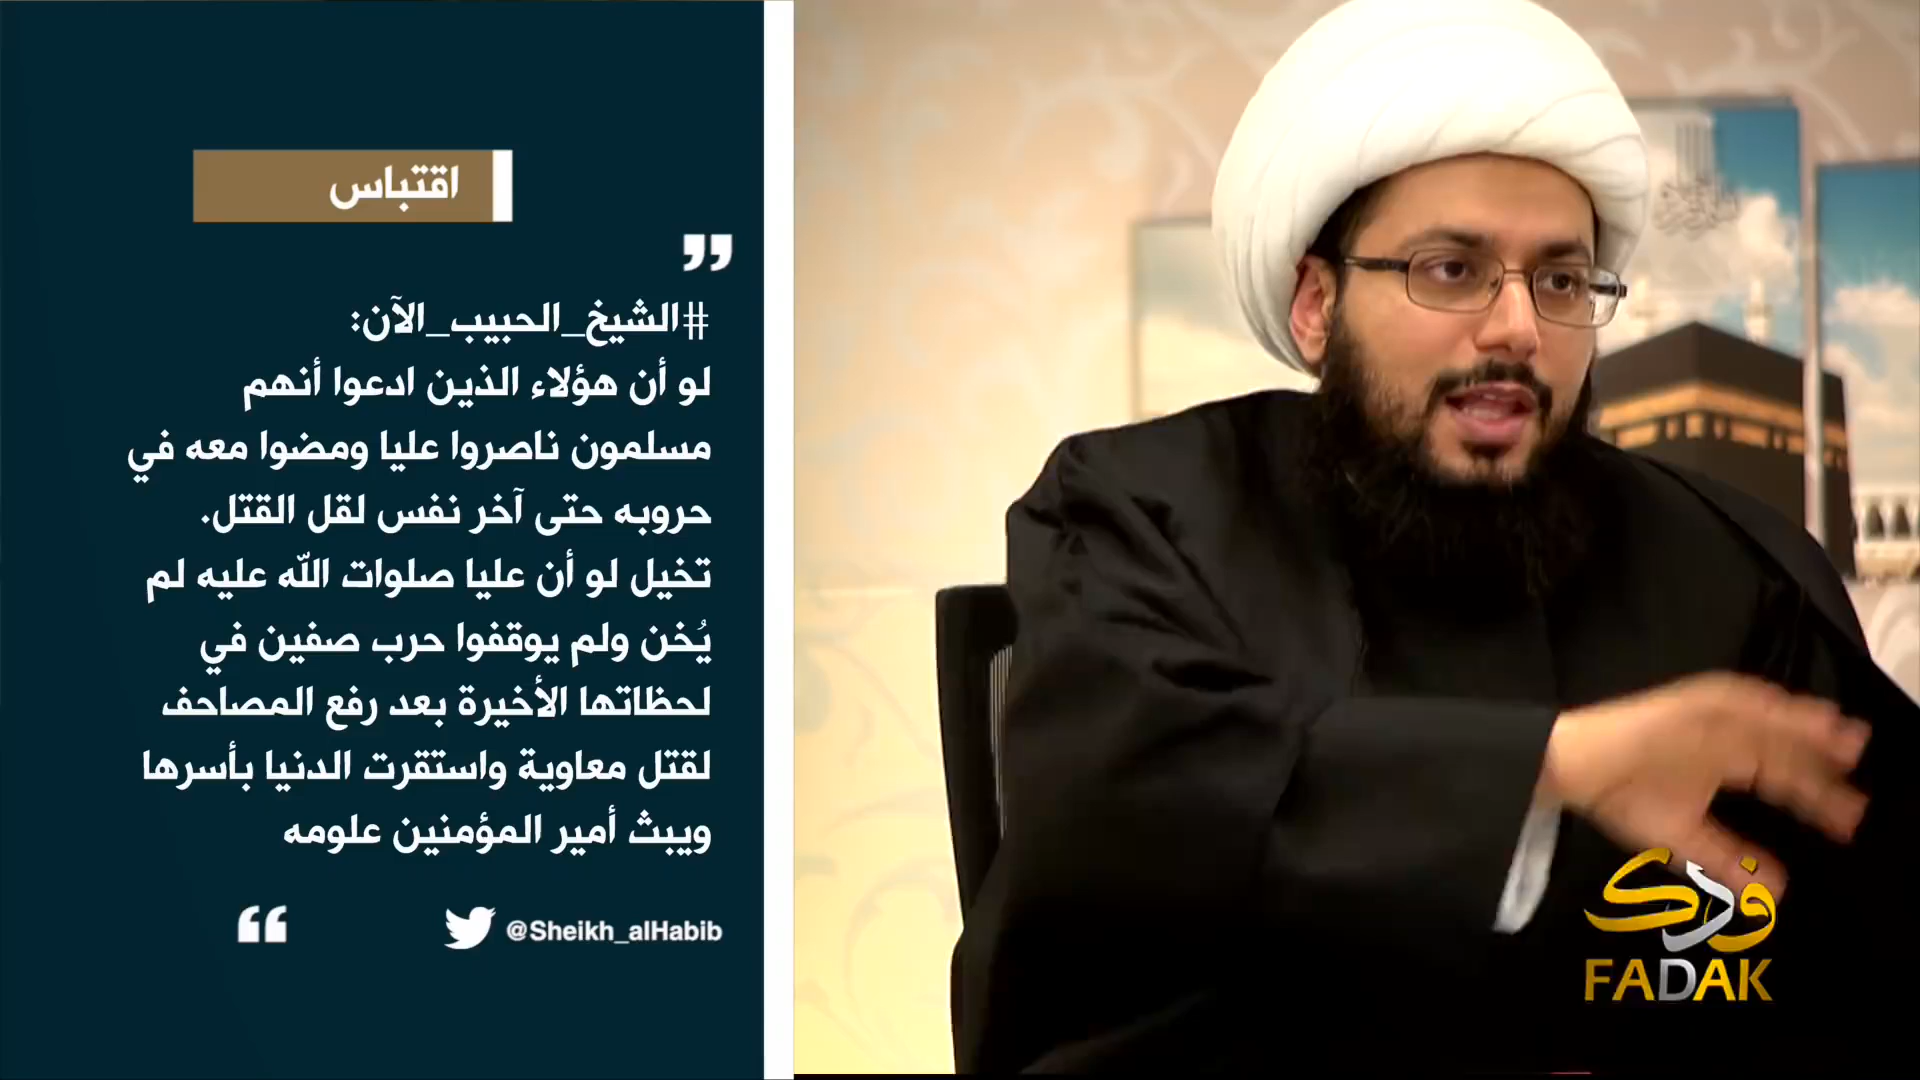 اقتباس
”
#الشيخ_الحبيب_الآن:
لو أن هؤلاء الذين ادعوا أنهم
مسلمون ناصروا عليا ومضوا معه في
حروبه حتى آخر نفس لقل القتل.
تخيل لو أن عليا صلوات الله عليه لم
يُخن ولم يوقفوا حرب صفين في
لحظاتها الأخيرة بعد رفع المصاحف
لقتل معاوية واستقرت الدنيا بأسرها
ويبث أمير المؤمنين علومه
“
@Sheikh_alHabib
فدك
FADAK